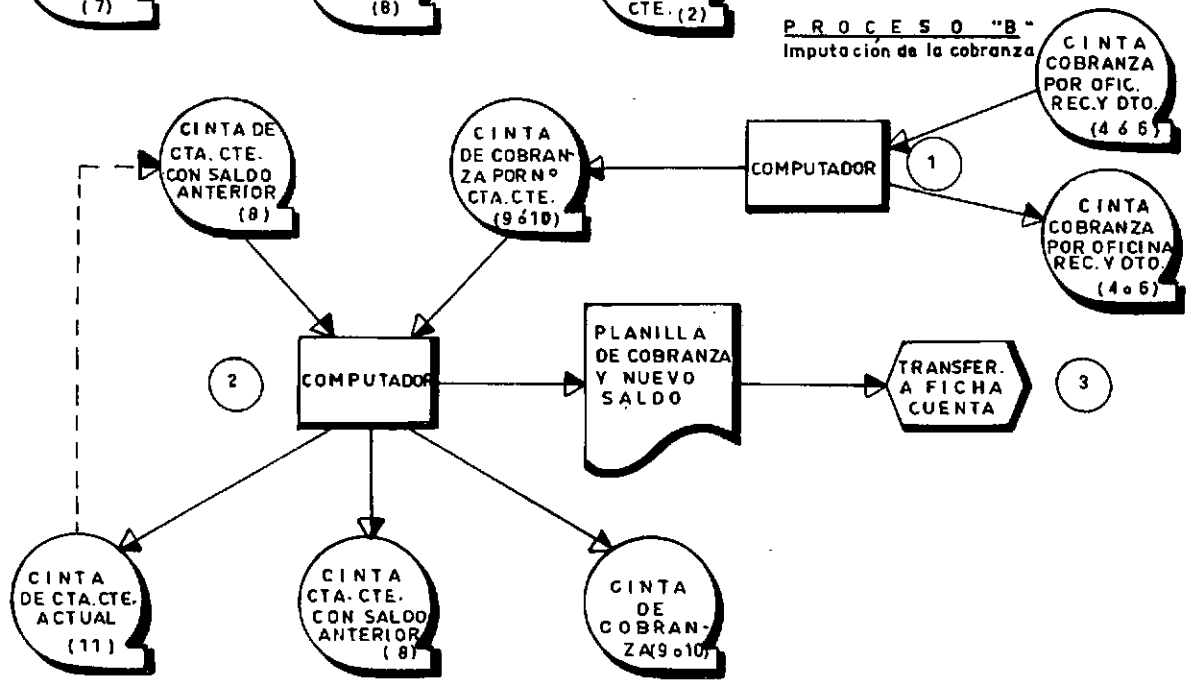 (7)
(6)
CTE. (2)
PROCESO "B"
Imputación de la cobranza
CINTA
COBRANZA
POR OFIC.
REC. Y DTO.
(4 ó 6)
CINTA DE
CTA. CTE.
CON SALDO
ANTERIOR
(8)
CINTA
DE COBRAN-
ZA POR Nº
CTA. CTE.
(9 ó 10)
COMPUTADOR
1
CINTA
COBRANZA
POR OFICINA
REC. Y DTO.
(4 o 6)
2
COMPUTADOR
PLANILLA
DE COBRANZA
Y NUEVO
SALDO
TRANSFER.
A FICHA
CUENTA
3
CINTA
DE CTA. CTE.
ACTUAL
(11)
CINTA
CTA. CTE.
CON SALDO
ANTERIOR
(8)
CINTA
DE
COBRAN-
ZA (9 o 10)